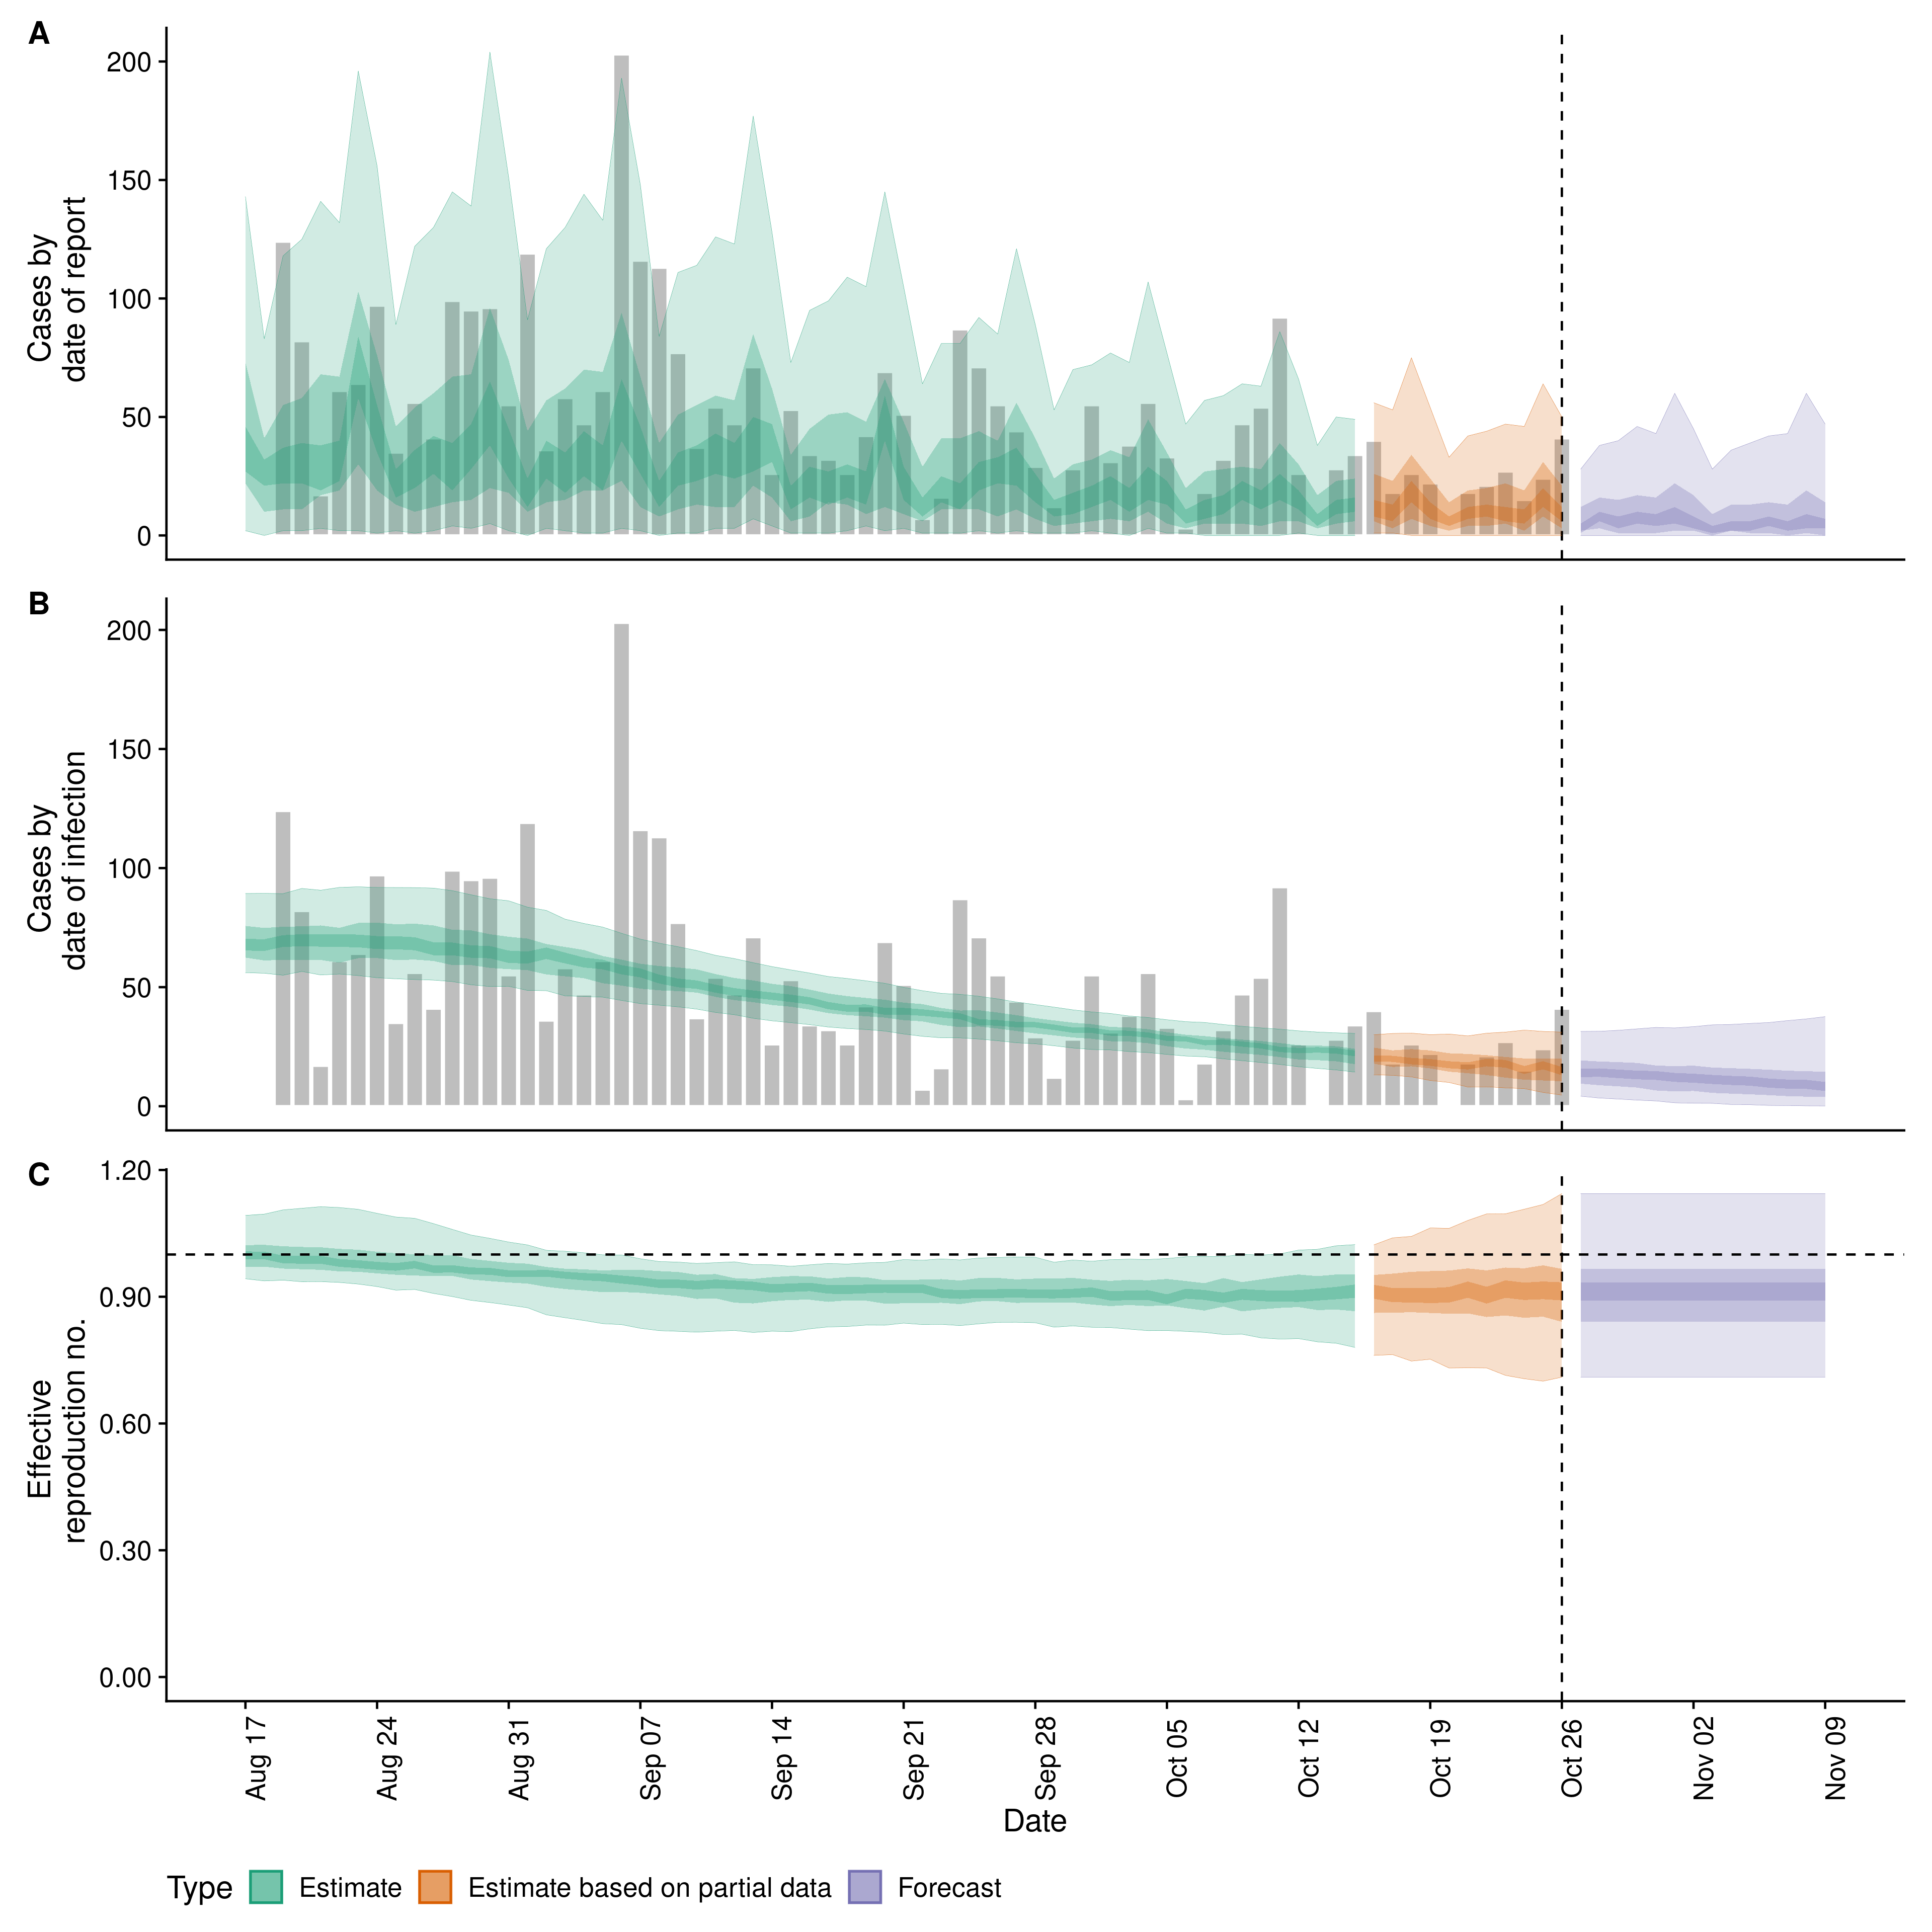 A
200
150
100
50
0
Cases by
date of report
B
200
150
100
50
0
Cases by
date of infection
C
1.20
0.90
0.60
0.30
0.00
Effective
reproduction no.
Aug 17
Aug 24
Aug 31
Sep 07
Sep 14
Sep 21
Sep 28
Oct 05
Oct 12
Oct 19
Oct 26
Nov 02
Nov 09
Date
Type Estimate Estimate based on partial data Forecast